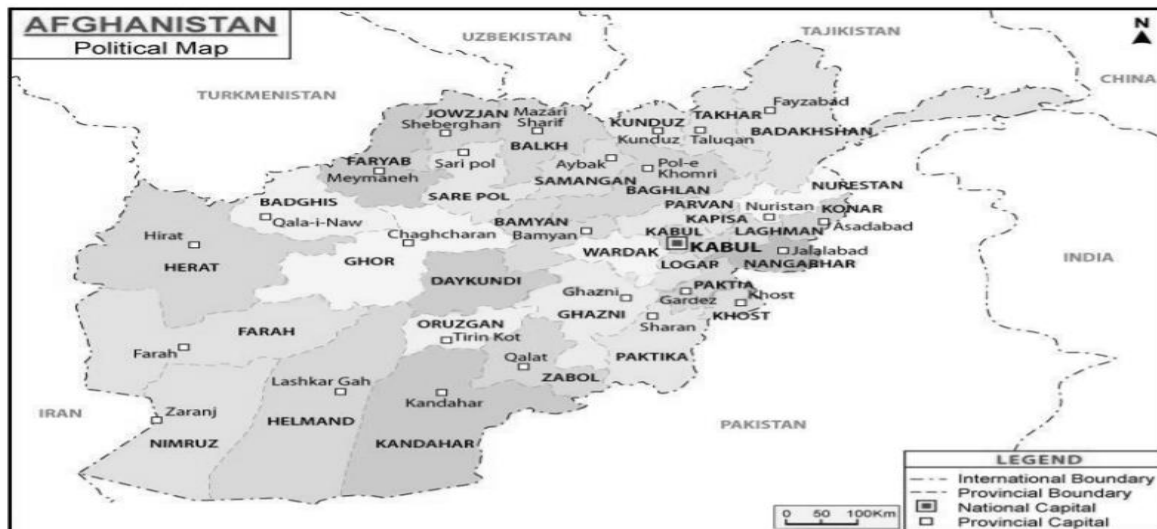 AFGHANISTAN
Political Map
UZBEKISTAN
TAJIKISTAN
N
CHINA
TURKMENISTAN
JOWZJAN
Sheberghan
Mazari
Sharif
BALKH
KUNDUZ
Kunduz
TAKHAR
Taluqan
Fayzabad
BADAKHSHAN
FARYAB
Meymaneh
Sari pol
Aybak
Pol-e
Khomri
SAMANGAN
BAGHLAN
SARE POL
BADGHIS
Qala-i-Naw
PARVAN
NURESTAN
Nuristan
KONAR
KAPISA
Asadabad
LAGHMAN
BAMYAN
Bamyan
KABUL
KABUL
Jalalabad
NANGABHAR
Hirat
HERAT
Chaghcharan
GHOR
WARDAK
LOGAR
INDIA
DAYKUNDI
Ghazni
GHAZNI
PAKTIA
Gardez
Khost
KHOST
Sharan
FARAH
Farah
ORUZGAN
Tirin Kot
Qalat
ZABOL
PAKTIKA
Lashkar Gah
HELMAND
Kandahar
KANDAHAR
IRAN
Zaranj
NIMRUZ
PAKISTAN
LEGEND
International Boundary
Provincial Boundary
National Capital
Provincial Capital
0 50 100Km